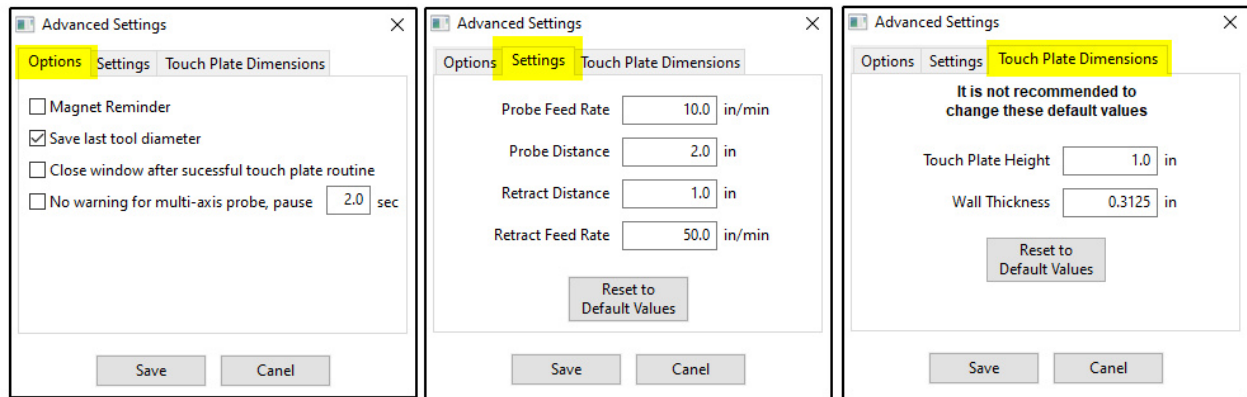 Advanced Settings
Options Settings Touch Plate Dimensions
Magnet Reminder
Save last tool diameter
Close window after sucessful touch plate routine
No warning for multi-axis probe, pause 2.0 sec
Save Canel
Advanced Settings
Options Settings Touch Plate Dimensions
Probe Feed Rate 10.0 in/min
Probe Distance 2.0 in
Retract Distance 1.0 in
Retract Feed Rate 50.0 in/min
Reset to
Default Values
Save Canel
Advanced Settings
Options Settings Touch Plate Dimensions
It is not recommended to
change these default values
Touch Plate Height 1.0 in
Wall Thickness 0.3125 in
Reset to
Default Values
Save Canel